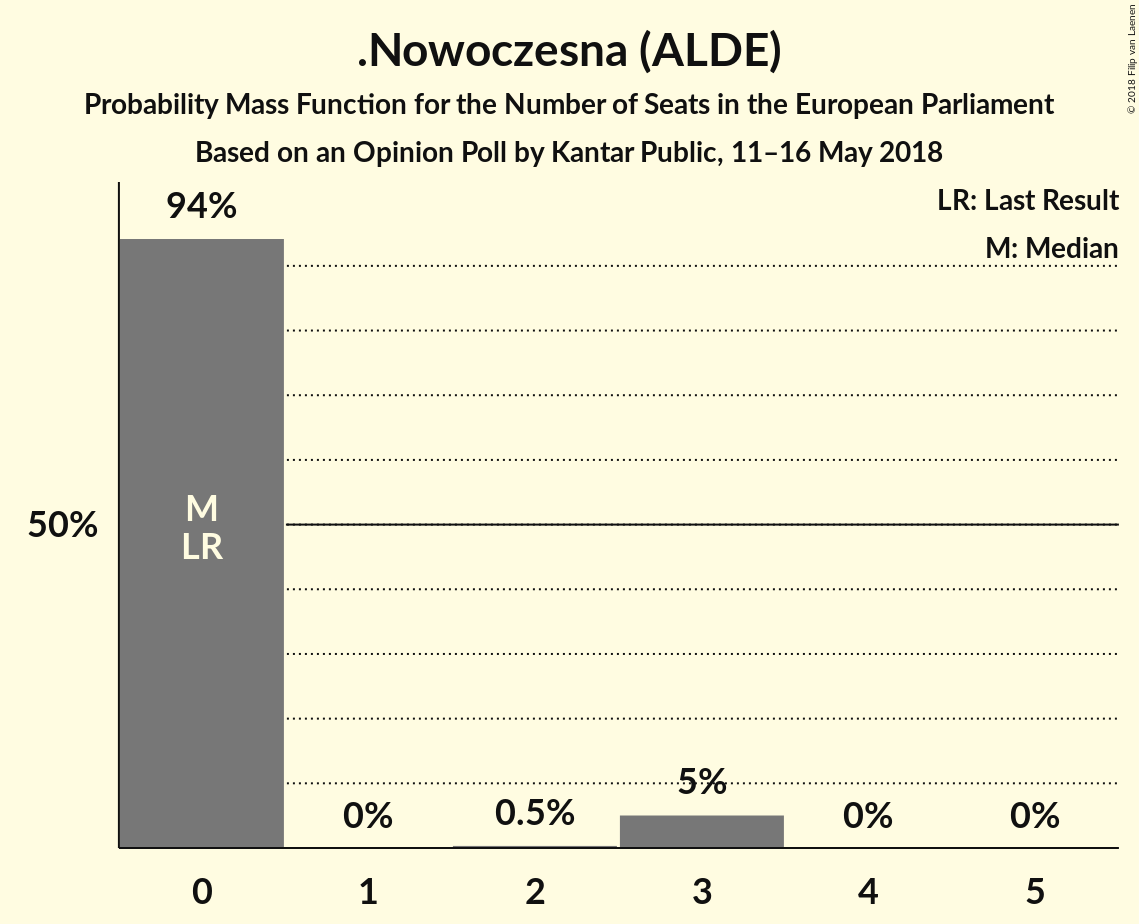 .Nowoczesna (ALDE)
Probability Mass Function for the Number of Seats in the European Parliament
Based on an Opinion Poll by Kantar Public, 11–16 May 2018
© 2018 Filip van Laenen
LR: Last Result
M: Median
94%
M
LR
50%
0%
0.5%
5%
0%
0%
0
1
2
3
4
5